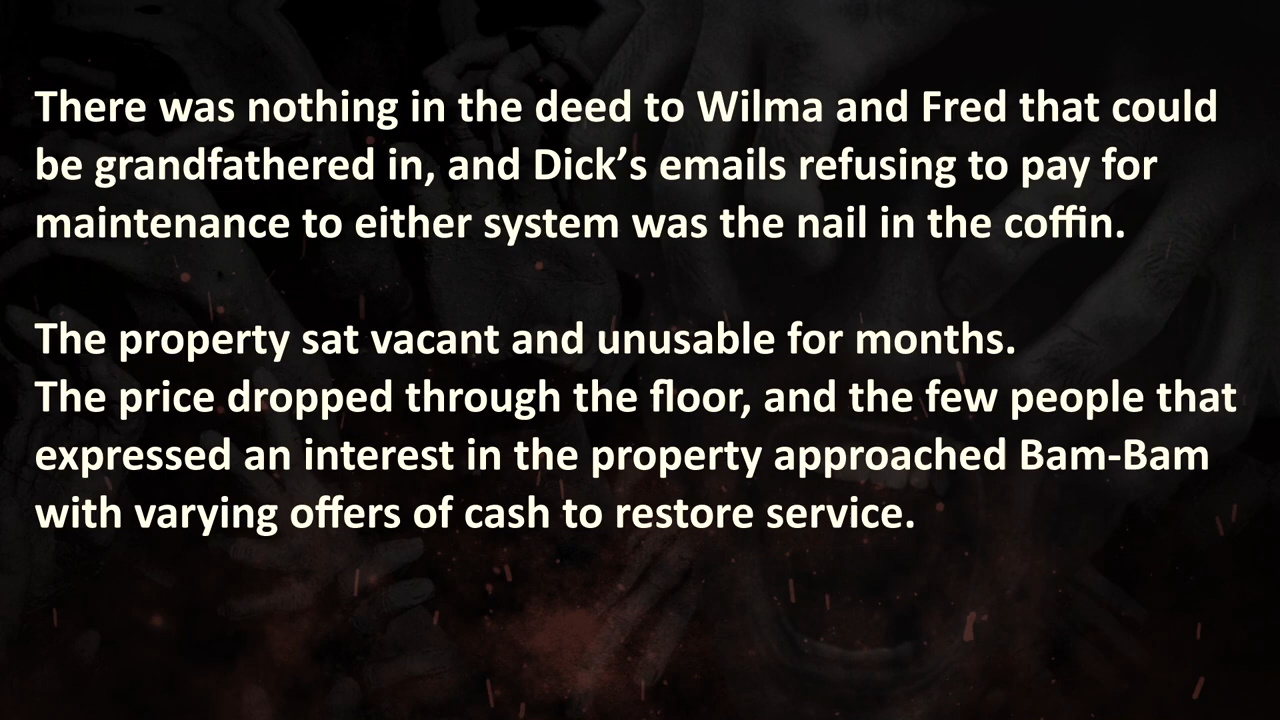 There was nothing in the deed to Wilma and Fred that could
be grandfathered in, and Dick’s emails refusing to pay for
maintenance to either system was the nail in the coffin.
The property sat vacant and unusable for months.
The price dropped through the floor, and the few people that
expressed an interest in the property approached Bam-Bam
with varying offers of cash to restore service.